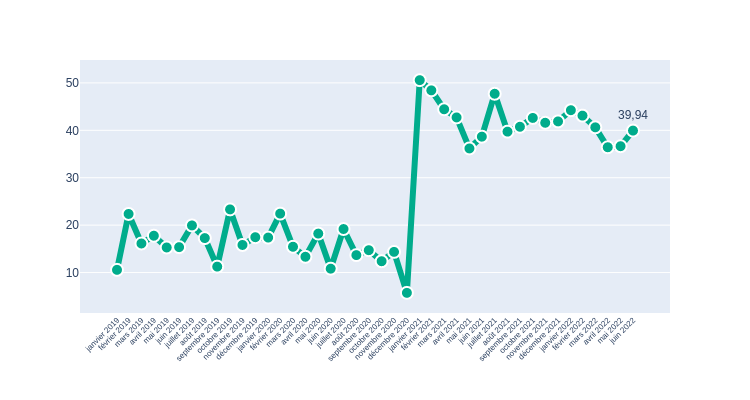 50
40
30
20
10
39,94
janvier 2019
février 2019
mars 2019
avril 2019
mai 2019
juin 2019
juillet 2019
août 2019
septembre 2019
octobre 2019
novembre 2019
décembre 2019
janvier 2020
février 2020
mars 2020
avril 2020
mai 2020
juin 2020
juillet 2020
août 2020
septembre 2020
octobre 2020
novembre 2020
décembre 2020
janvier 2021
février 2021
mars 2021
avril 2021
mai 2021
juin 2021
juillet 2021
août 2021
septembre 2021
octobre 2021
novembre 2021
décembre 2021
janvier 2022
février 2022
mars 2022
avril 2022
mai 2022
juin 2022